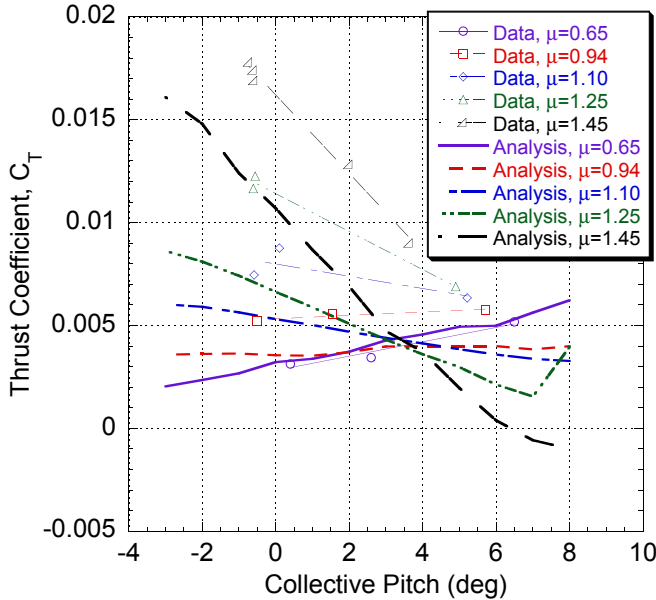 0.02
0.015
0.01
0.005
0
-0.005
Thrust Coefficient, C_T
-4
-2
0
2
4
6
8
10
Collective Pitch (deg)
Data, μ=0.65
Data, μ=0.94
Data, μ=1.10
Data, μ=1.25
Data, μ=1.45
Analysis, μ=0.65
Analysis, μ=0.94
Analysis, μ=1.10
Analysis, μ=1.25
Analysis, μ=1.45